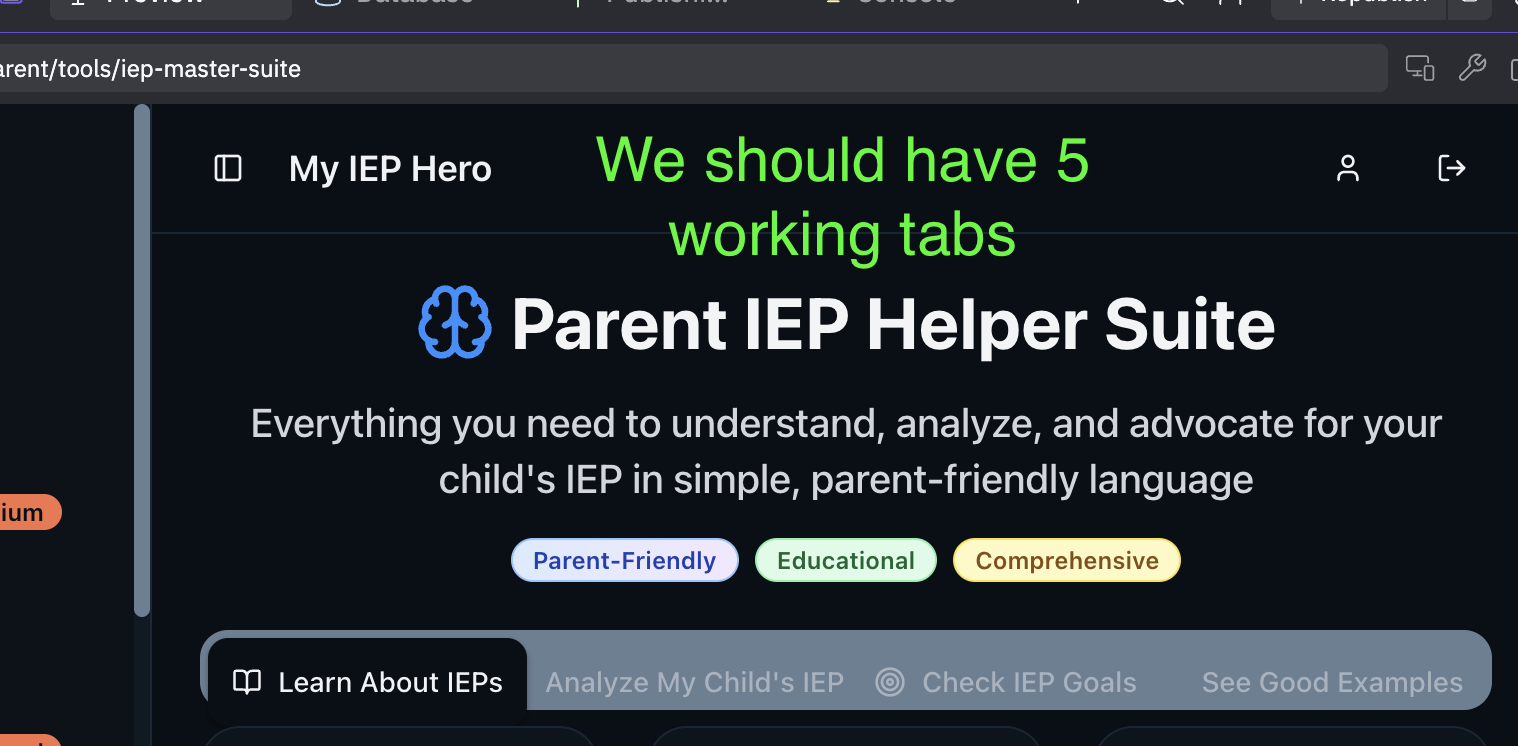 arent/tools/iep-master-suite
My IEP Hero
We should have 5
working tabs
Parent IEP Helper Suite
Everything you need to understand, analyze, and advocate for your
child's IEP in simple, parent-friendly language
ium
Parent-Friendly Educational Comprehensive
Learn About IEPs Analyze My Child's IEP Check IEP Goals See Good Examples